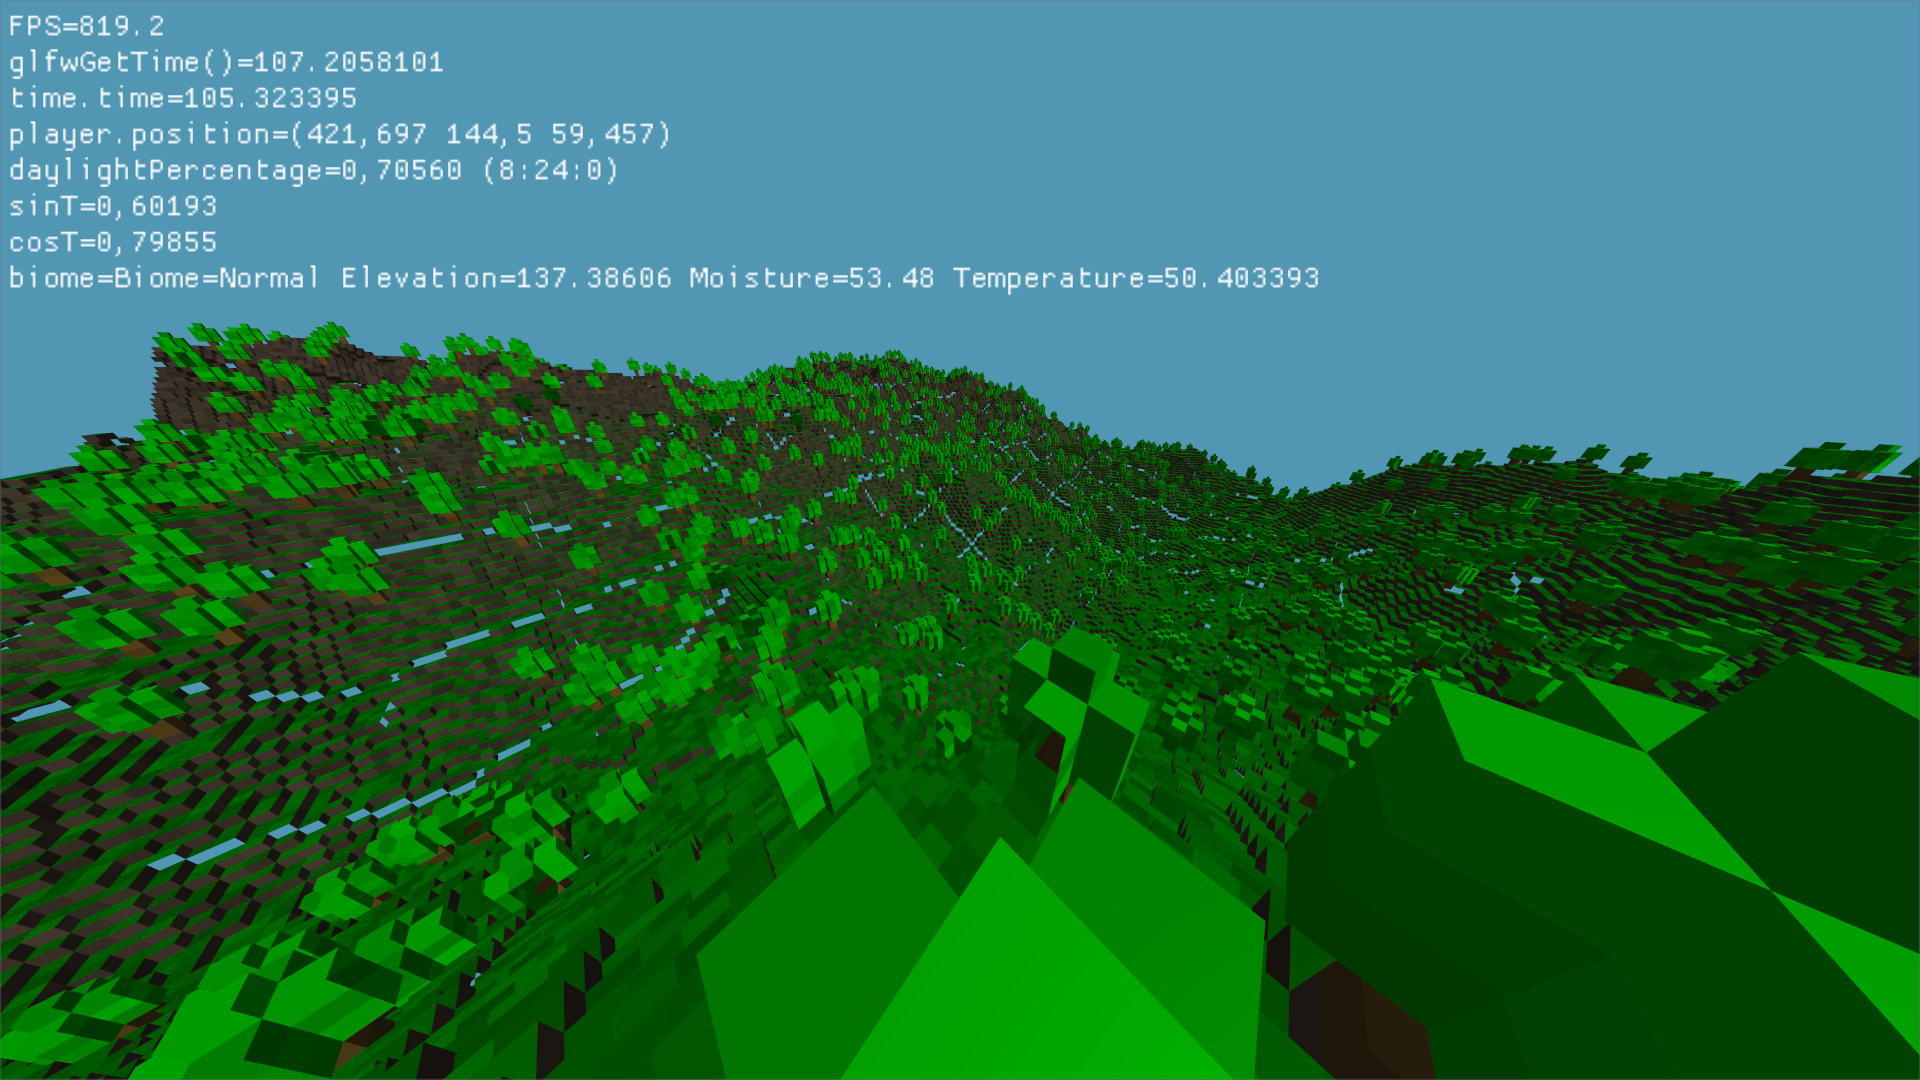 FPS=819.2
glfwGetTime()=107.2058101
time.time=105.323395
player.position=(421,697 144,5 59,457)
daylightPercentage=0,70560 (8:24:0)
sinT=0,60193
cosT=0,79855
biome=Biome=Normal Elevation=137.38606 Moisture=53.48 Temperature=50.403393